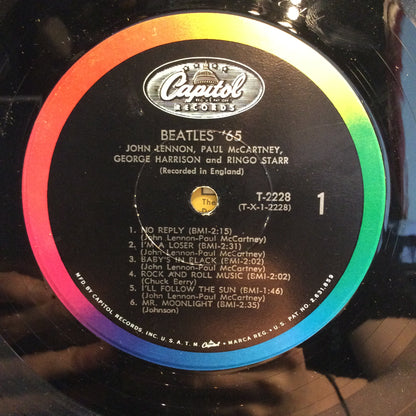 Capitol
RECORDS
BEATLES '65
JOHN LENNON, PAUL McCARTNEY,
GEORGE HARRISON and RINGO STARR
(Recorded in England)
T-2228
(T-X-1-2228)
1
The
1. NO REPLY (BMI-2:15)
(John Lennon-Paul McCartney)
2. I'M A LOSER (BMI-2:31)
(John Lennon-Paul McCartney)
3. BABY'S IN BLACK (BMI-2:02)
(John Lennon-Paul McCartney)
4. ROCK AND ROLL MUSIC (BMI-2:02)
(Chuck Berry)
5. I'LL FOLLOW THE SUN (BMI-1:46)
(John Lennon-Paul McCartney)
6. MR. MOONLIGHT (BMI-2:35)
(Johnson)
MFD. BY CAPITOL RECORDS, INC. U.S.A. T.M. Capitol MARCA REG. • U.S. PAT. NO. 2,631,859